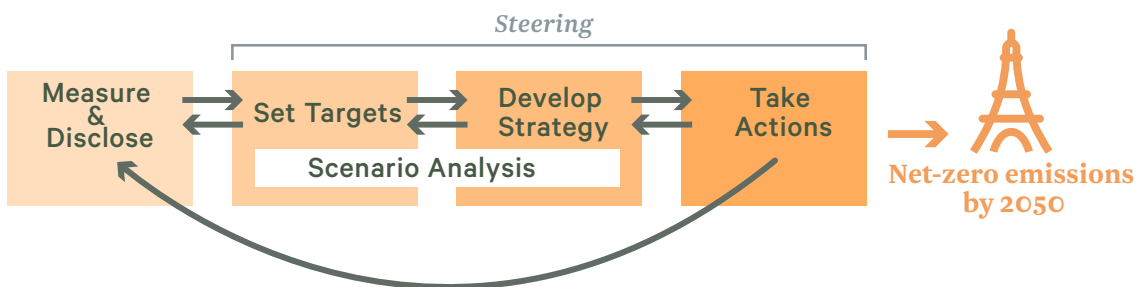 Steering
Measure
&
Disclose
Set Targets
Develop
Strategy
Take
Actions
Scenario Analysis
Net-zero emissions
by 2050